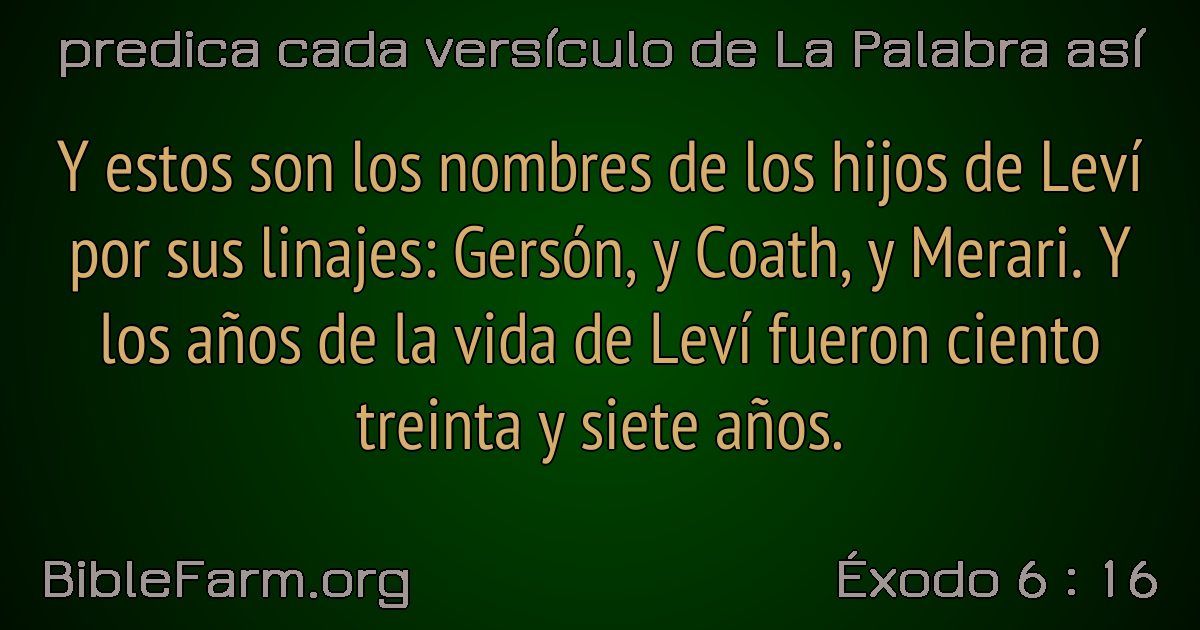 predica cada versículo de La Palabra así
Y estos son los nombres de los hijos de Leví
por sus linajes: Gersón, y Coath, y Merari. Y
los años de la vida de Leví fueron ciento
treinta y siete años.
BibleFarm.org
Éxodo 6 : 16